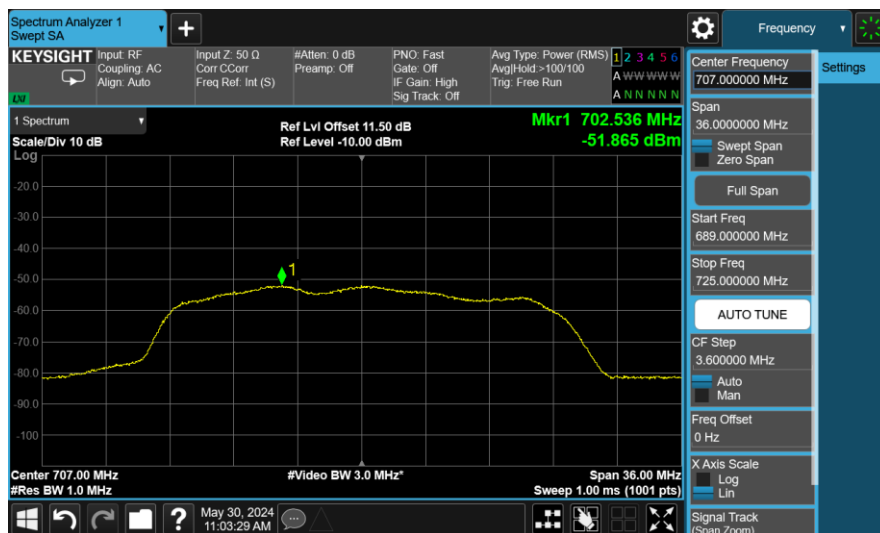 Spectrum Analyzer 1
Swept SA
Frequency
KEYSIGHT
Input: RF
Coupling: AC
Align: Auto
Input Z: 50 Ω
Corr CCorr
Freq Ref: Int (S)
#Atten: 0 dB
Preamp: Off
PNO: Fast
Gate: Off
IF Gain: High
Sig Track: Off
Avg Type: Power (RMS)
Avg|Hold:>100/100
Trig: Free Run
1 2 3 4 5 6
A W W W W W
A N N N N N
LXI
1 Spectrum
Scale/Div 10 dB
Ref Lvl Offset 11.50 dB
Ref Level -10.00 dBm
Mkr1 702.536 MHz
-51.865 dBm
Log
-20.0
-30.0
-40.0
-50.0
-60.0
-70.0
-80.0
-90.0
-100
1
Center 707.00 MHz
#Res BW 1.0 MHz
#Video BW 3.0 MHz*
Span 36.00 MHz
Sweep 1.00 ms (1001 pts)
May 30, 2024
11:03:29 AM
Center Frequency
707.000000 MHz
Span
36.0000000 MHz
Swept Span
Zero Span
Full Span
Start Freq
689.000000 MHz
Stop Freq
725.000000 MHz
AUTO TUNE
CF Step
3.600000 MHz
Auto
Man
Freq Offset
0 Hz
X Axis Scale
Log
Lin
Signal Track
(Span Zoom)
Settings